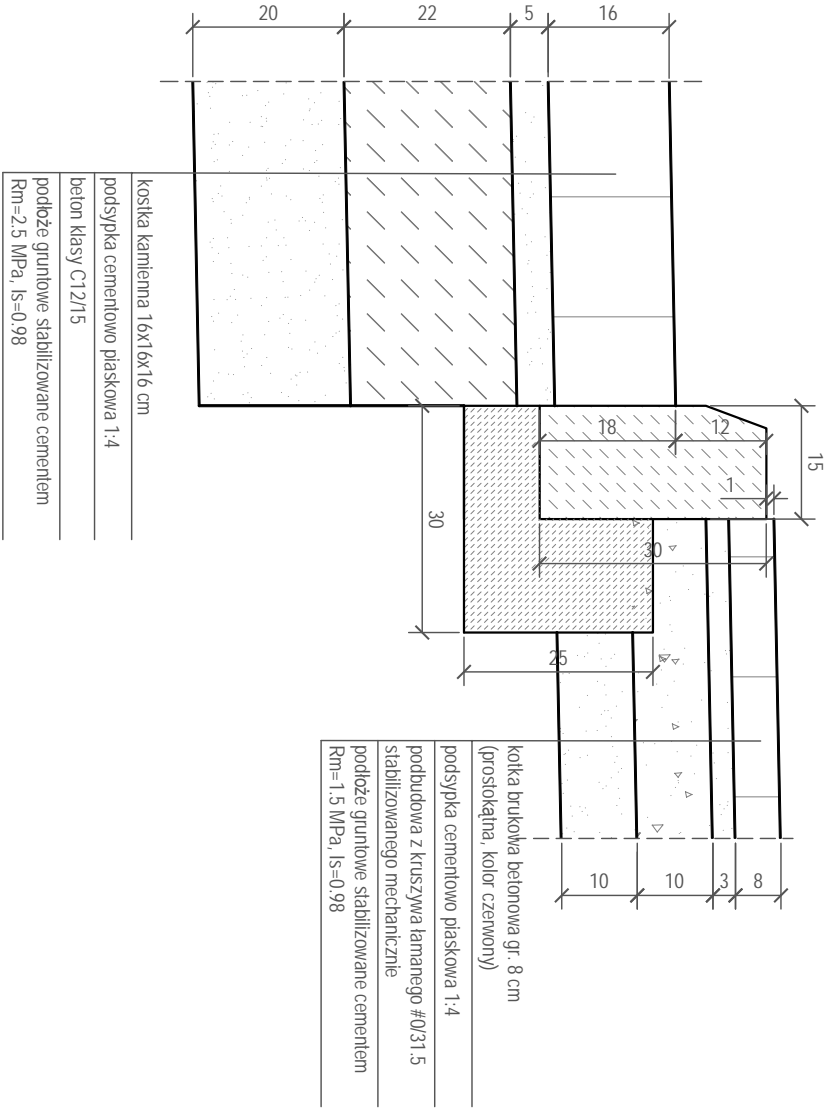 20
22
5
16
kostka kamienna 16x16x16 cm
podsypka cementowo piaskowa 1:4
beton klasy C12/15
podłoże gruntowe stabilizowane cementem
Rm=2.5 MPa, Is=0.98
18
12
15
1
30
30
25
kotka brukowa betonowa gr. 8 cm
(prostokątna, kolor czerwony)
podsypka cementowo piaskowa 1:4
podbudowa z kruszywa łamanego #0/31.5
stabilizowanego mechanicznie
podłoże gruntowe stabilizowane cementem
Rm=1.5 MPa, Is=0.98
10
10
3
8